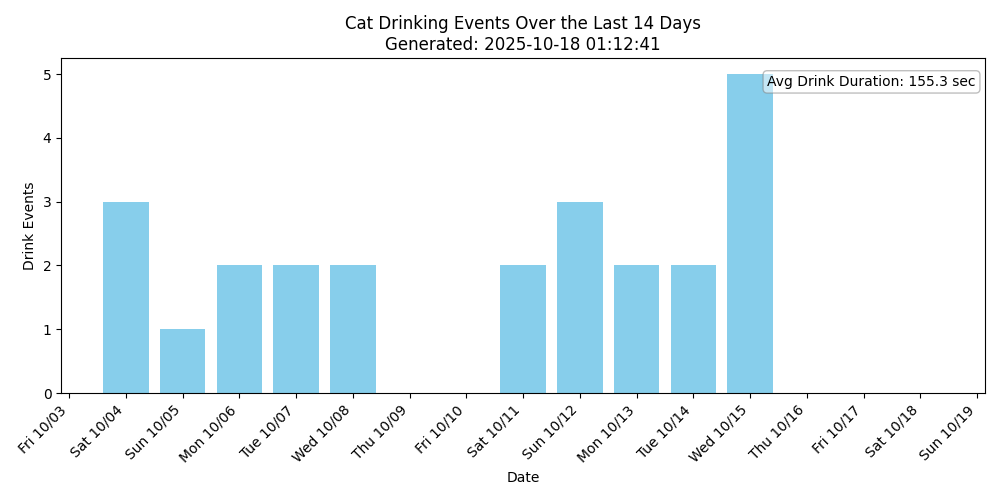 Cat Drinking Events Over the Last 14 Days
Generated: 2025-10-18 01:12:41
Avg Drink Duration: 155.3 sec
Drink Events
5
4
3
2
1
0
Fri 10/03
Sat 10/04
Sun 10/05
Mon 10/06
Tue 10/07
Wed 10/08
Thu 10/09
Fri 10/10
Sat 10/11
Sun 10/12
Mon 10/13
Tue 10/14
Wed 10/15
Thu 10/16
Fri 10/17
Sat 10/18
Sun 10/19
Date